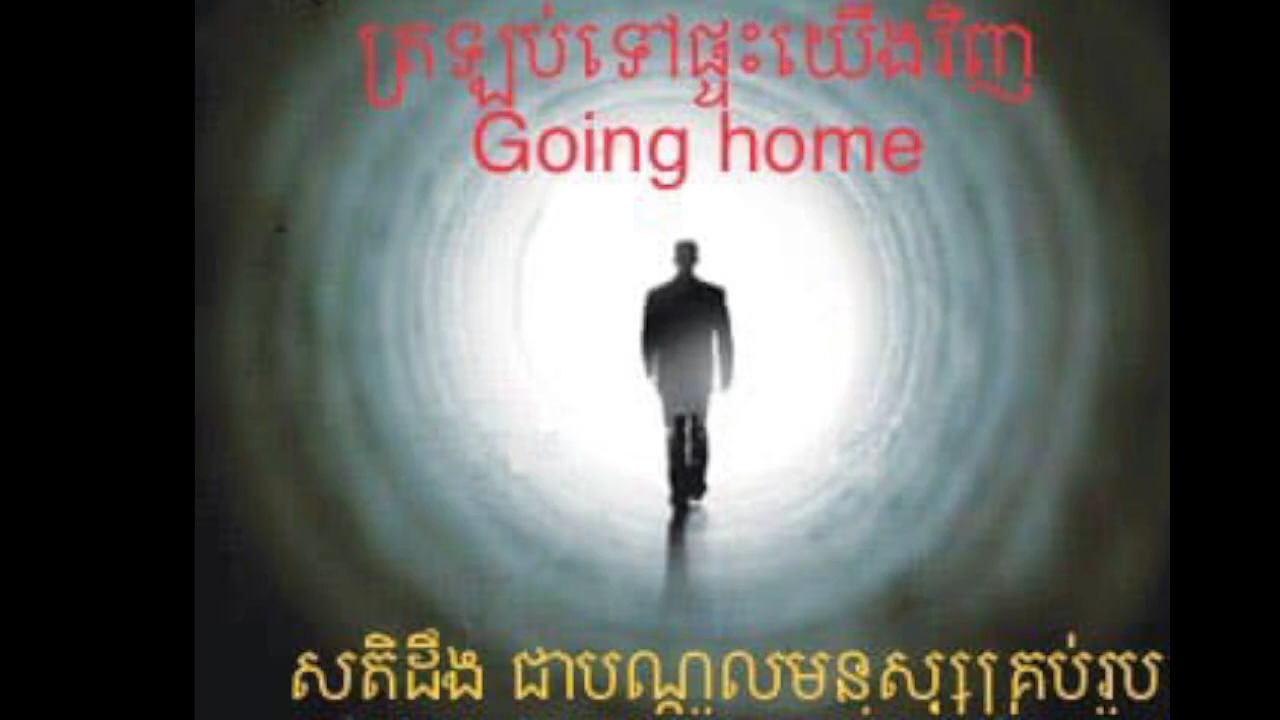 ត្រឡប់ទៅផ្ទះយើងវិញ
Going home
សតិដឹង ជាបណ្តូលមនុស្សគ្រប់រូប